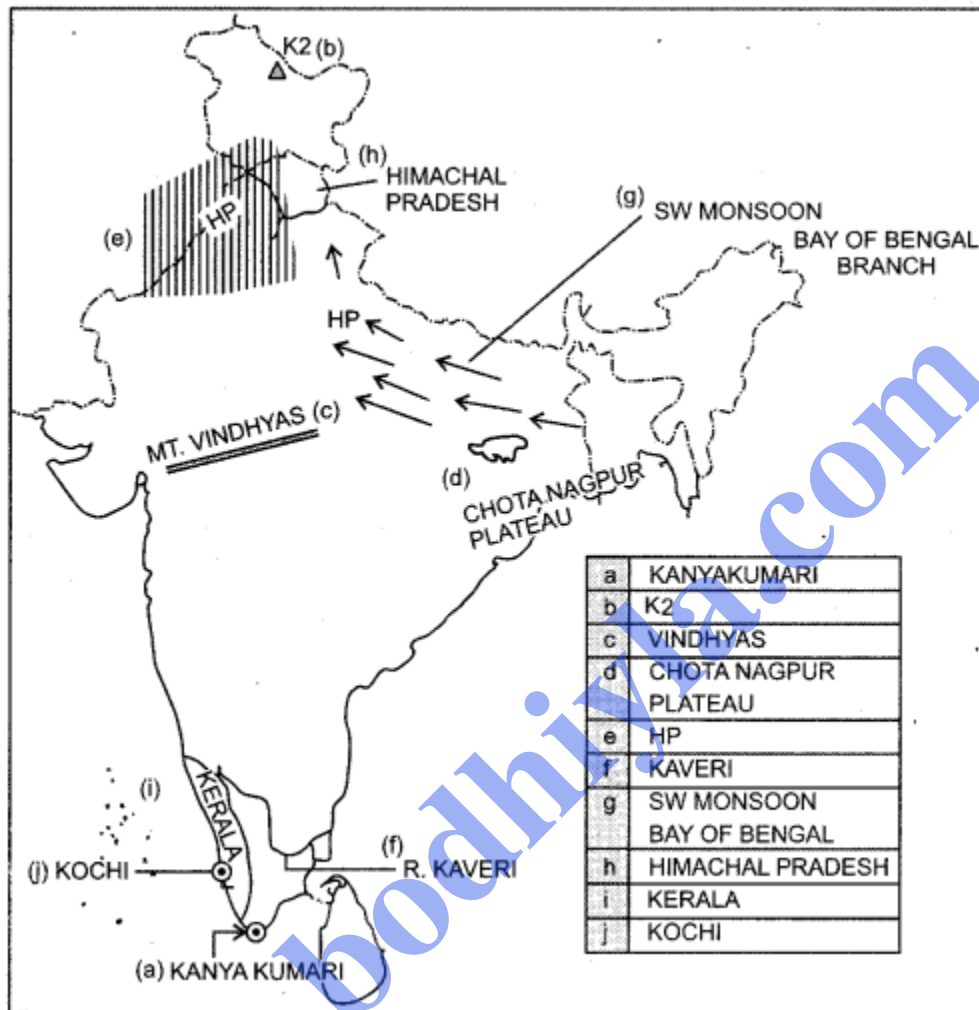 K2 (b)
(h)
HIMACHAL
PRADESH
(g)
SW MONSOON
BAY OF BENGAL
BRANCH
(e)
HP
HP
MT. VINDHYAS (c)
(d)
CHOTA NAGPUR
PLATEAU
a KANYAKUMARI
b K2
c VINDHYAS
d CHOTA NAGPUR
PLATEAU
e HP
f KAVERI
g SW MONSOON
BAY OF BENGAL
h HIMACHAL PRADESH
i KERALA
j KOCHI
(i)
KERALA
(j) KOCHI
(f)
R. KAVERI
(a) KANYA KUMARI
bodhiyla.com